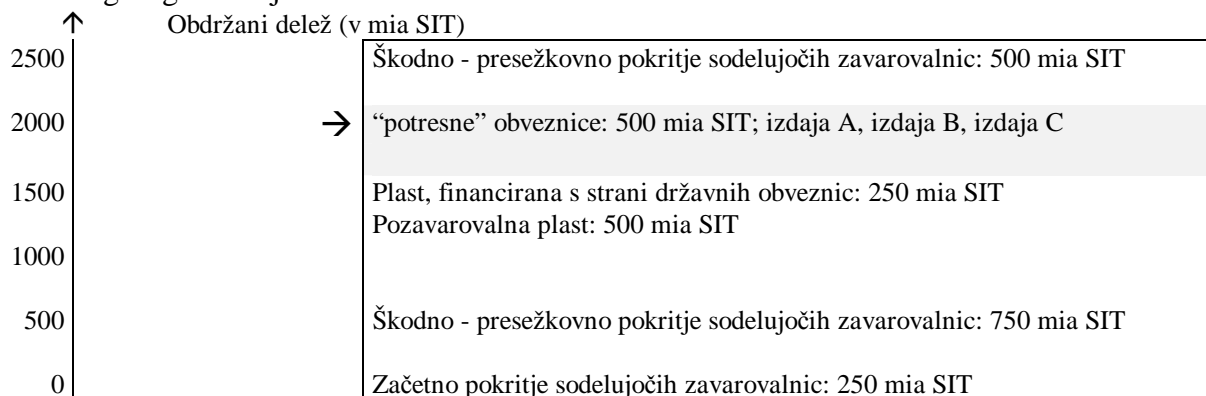 Obdržani delež (v mia SIT)
2500 Škodno - presežkovno pokritje sodelujočih zavarovalnic: 500 mia SIT
2000 → “potresne” obveznice: 500 mia SIT; izdaja A, izdaja B, izdaja C
1500 Plast, financirana s strani državnih obveznic: 250 mia SIT
Pozavarovalna plast: 500 mia SIT
1000
500 Škodno - presežkovno pokritje sodelujočih zavarovalnic: 750 mia SIT
0 Začetno pokritje sodelujočih zavarovalnic: 250 mia SIT